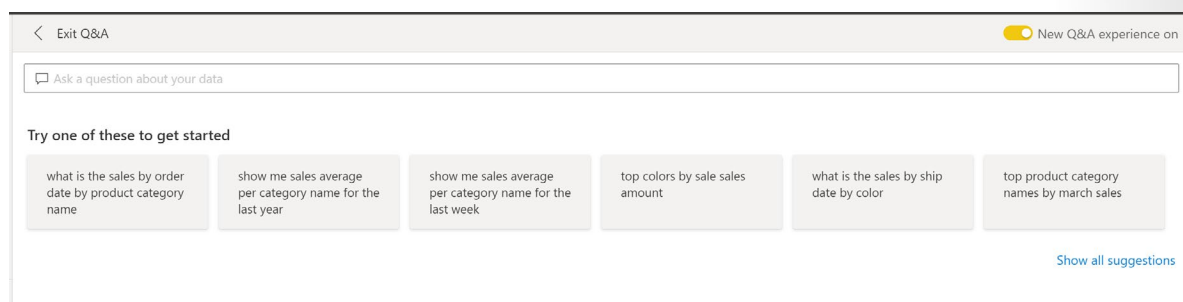 Exit Q&A
New Q&A experience on
Ask a question about your data
Try one of these to get started
what is the sales by order
date by product category
name
show me sales average
per category name for the
last year
show me sales average
per category name for the
last week
top colors by sale sales
amount
what is the sales by ship
date by color
top product category
names by march sales
Show all suggestions